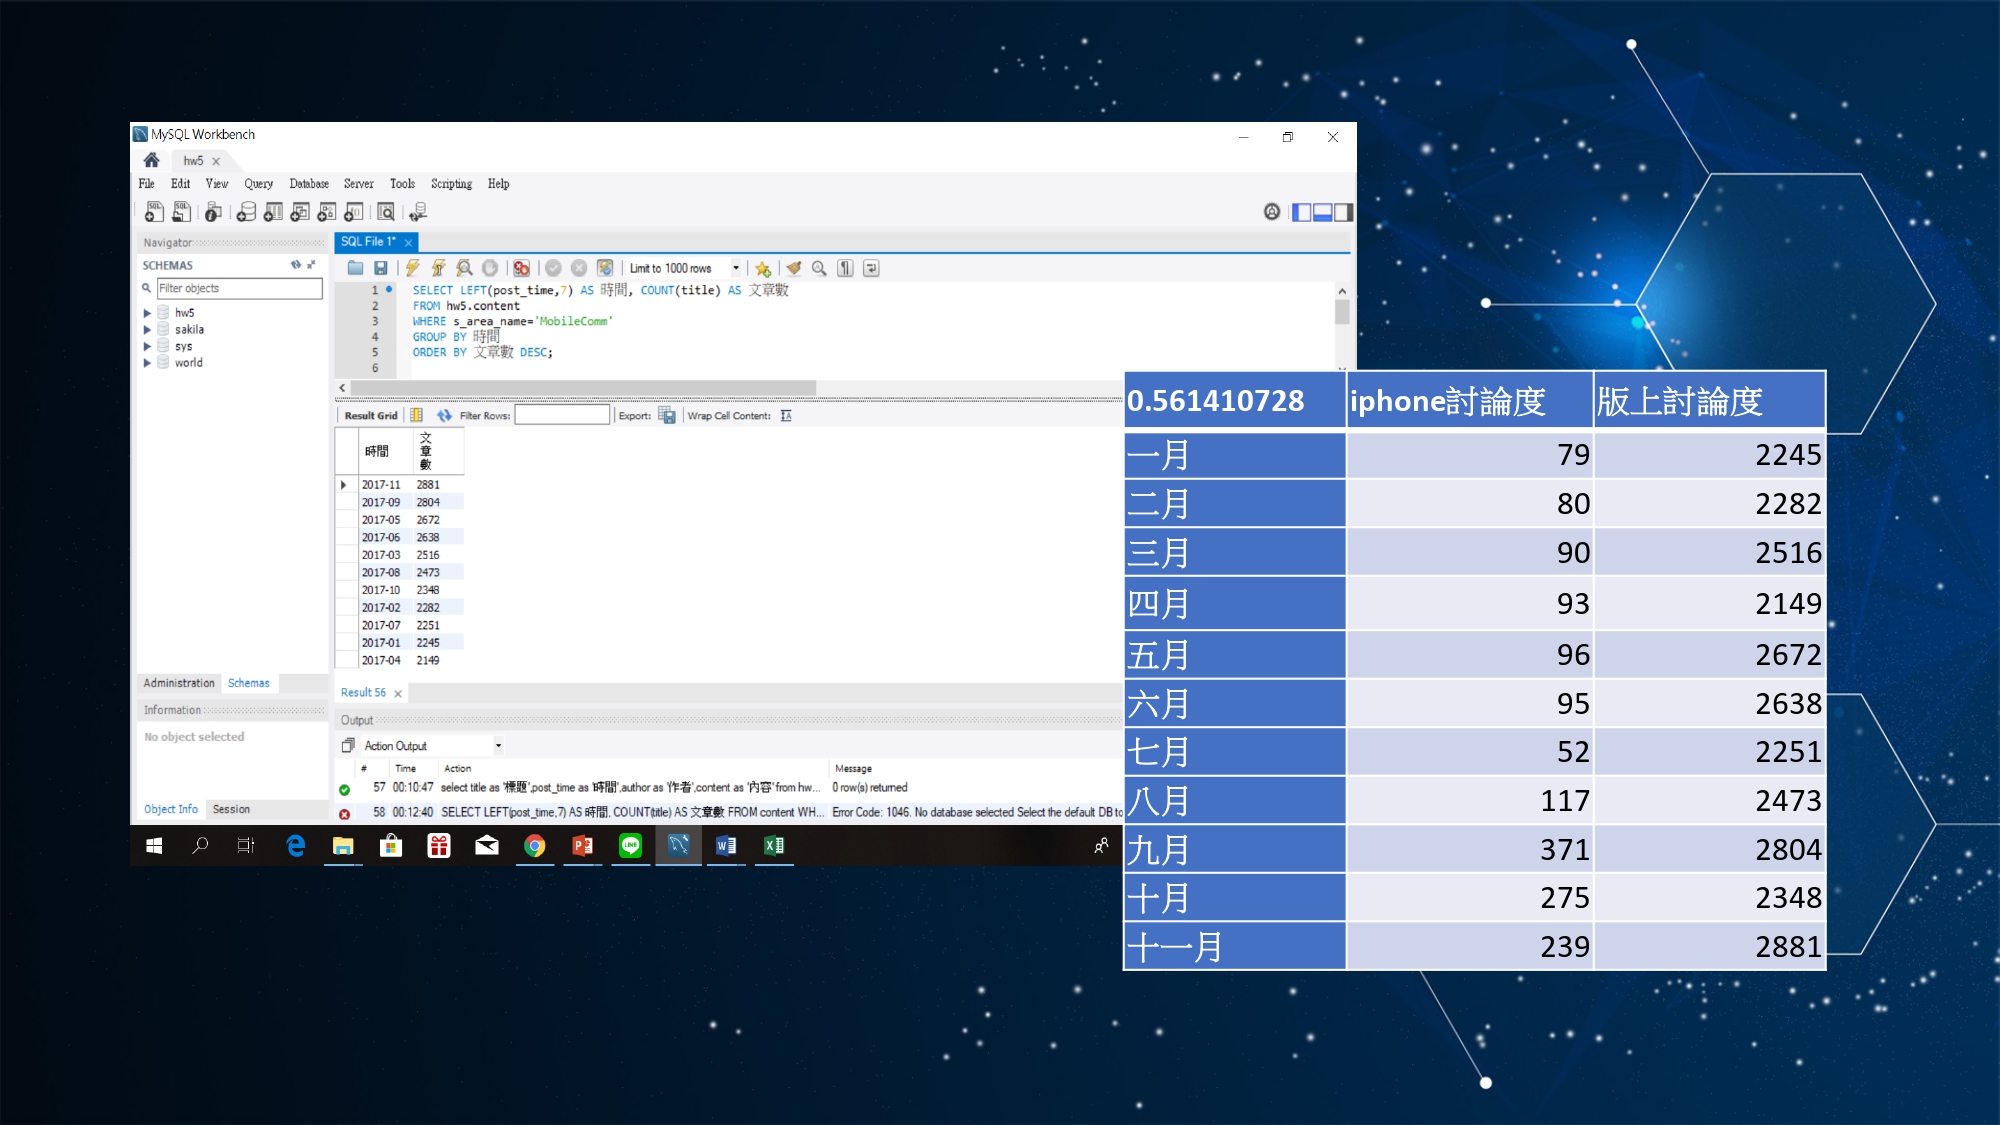 MySQL Workbench
hw5
File Edit View Query Database Server Tools Scripting Help
Navigator
SCHEMAS
Filter objects
hw5
sakila
sys
world
Administration Schemas
Information
No object selected
Object Info Session
SQL File 1*
Limit to 1000 rows
1 SELECT LEFT(post_time,7) AS 時間, COUNT(title) AS 文章數
2 FROM hw5.content
3 WHERE s_area_name='MobileComm'
4 GROUP BY 時間
5 ORDER BY 文章數 DESC;
6
Result Grid Filter Rows: Export: Wrap Cell Content:
時間 文章數
2017-11 2881
2017-09 2804
2017-05 2672
2017-06 2638
2017-03 2516
2017-08 2473
2017-10 2348
2017-02 2282
2017-07 2251
2017-01 2245
2017-04 2149
Result 56
Output
Action Output
# Time Action Message
57 00:10:47 select title as '標題',post_time as '時間',author as '作者',content as '內容' from hw... 0 row(s) returned
58 00:12:40 SELECT LEFT(post_time,7) AS 時間, COUNT(title) AS 文章數 FROM content WH... Error Code: 1046. No database selected Select the default DB to
0.561410728 iphone討論度 版上討論度
一月 79 2245
二月 80 2282
三月 90 2516
四月 93 2149
五月 96 2672
六月 95 2638
七月 52 2251
八月 117 2473
九月 371 2804
十月 275 2348
十一月 239 2881